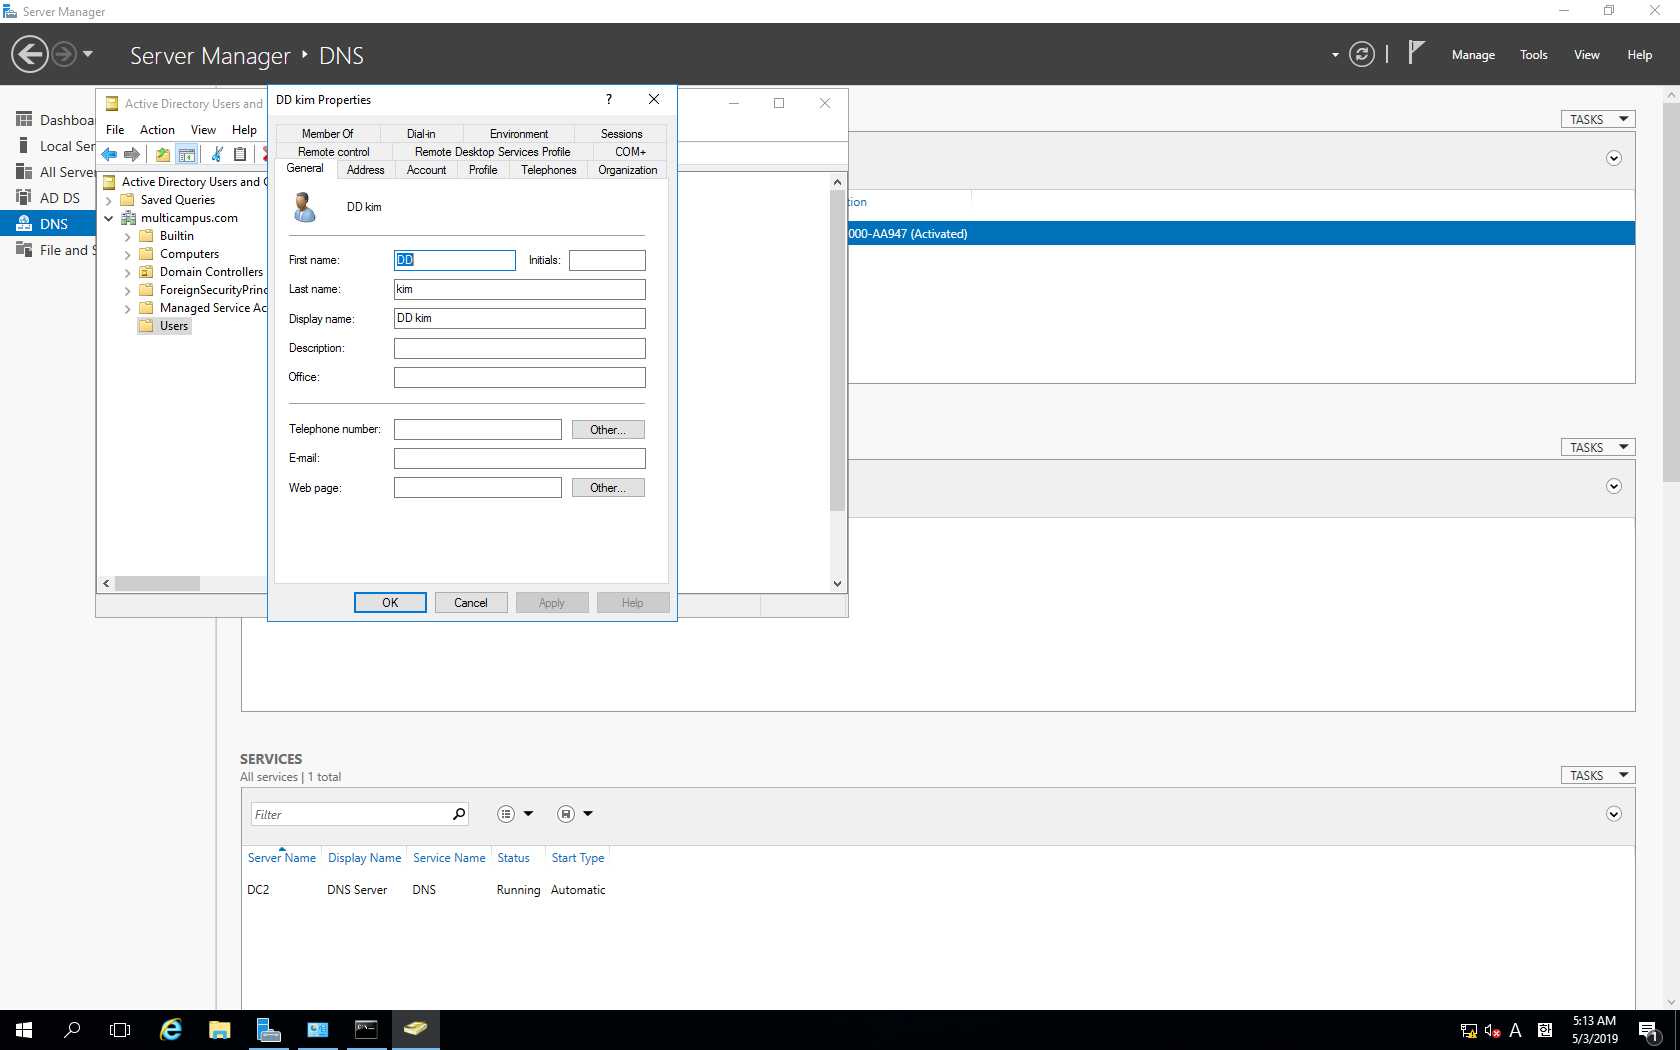 Server Manager
Server Manager ‣ DNS
Manage Tools View Help
Dashboa
Local Ser
All Server
AD DS
DNS
File and S
Active Directory Users and
File Action View Help
Active Directory Users and C
Saved Queries
multicampus.com
Builtin
Computers
Domain Controllers
ForeignSecurityPrinc
Managed Service Ac
Users
DD kim Properties
?
Member Of Dial-in Environment Sessions
Remote control Remote Desktop Services Profile COM+
General Address Account Profile Telephones Organization
DD kim
First name: DD Initials:
Last name: kim
Display name: DD kim
Description:
Office:
Telephone number: Other...
E-mail:
Web page: Other...
OK Cancel Apply Help
TASKS
tion
000-AA947 (Activated)
TASKS
SERVICES
All services | 1 total
TASKS
Filter
Server Name Display Name Service Name Status Start Type
DC2 DNS Server DNS Running Automatic
A
5:13 AM
5/3/2019
1